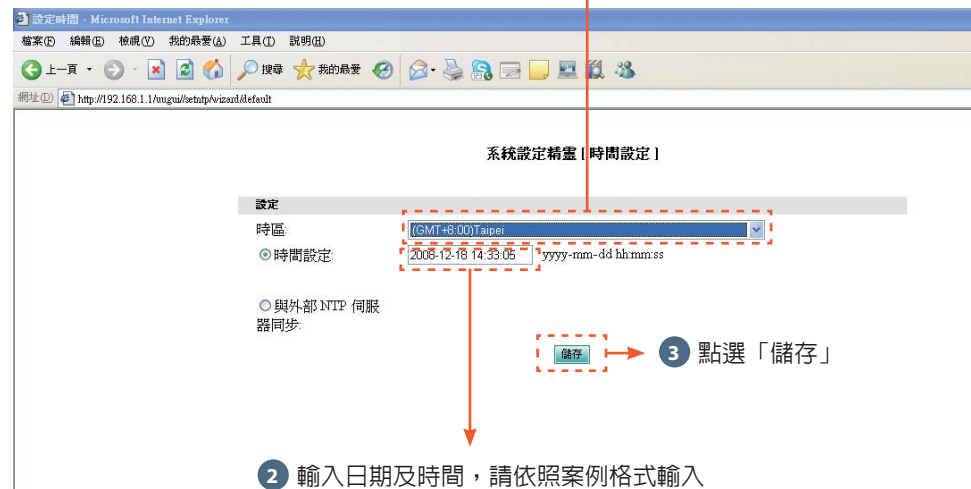 設定時間 - Microsoft Internet Explorer
檔案(F) 編輯(E) 檢視(V) 我的最愛(A) 工具(T) 說明(H)
上一頁 搜尋 我的最愛
網址(D) http://192.168.1.1/uugui//setntp/wizard/default
系統設定精靈 [ 時間設定 ]
設定
時區: (GMT+8:00)Taipei
時間設定: 2008-12-18 14:33:05 yyyy-mm-dd hh:mm:ss
與外部 NTP 伺服
器同步:
儲存 3 點選「儲存」
2 輸入日期及時間,請依照案例格式輸入